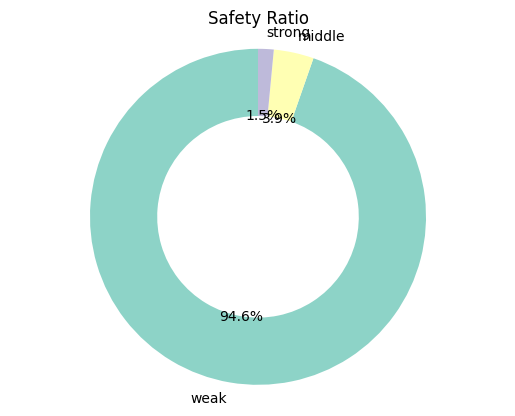 Safety Ratio
strong
middle
1.5%
3.9%
94.6%
weak